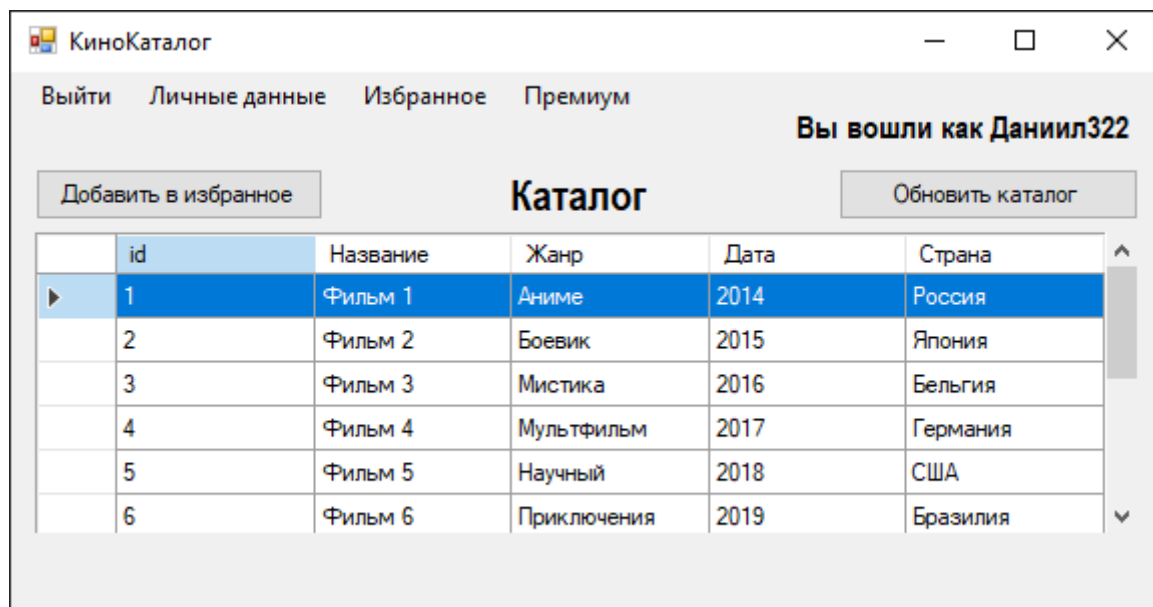 КиноКаталог
Выйти Личные данные Избранное Премиум
Вы вошли как Даниил322
Добавить в избранное Каталог Обновить каталог
id Название Жанр Дата Страна
1 Фильм 1 Аниме 2014 Россия
2 Фильм 2 Боевик 2015 Япония
3 Фильм 3 Мистика 2016 Бельгия
4 Фильм 4 Мультфильм 2017 Германия
5 Фильм 5 Научный 2018 США
6 Фильм 6 Приключения 2019 Бразилия